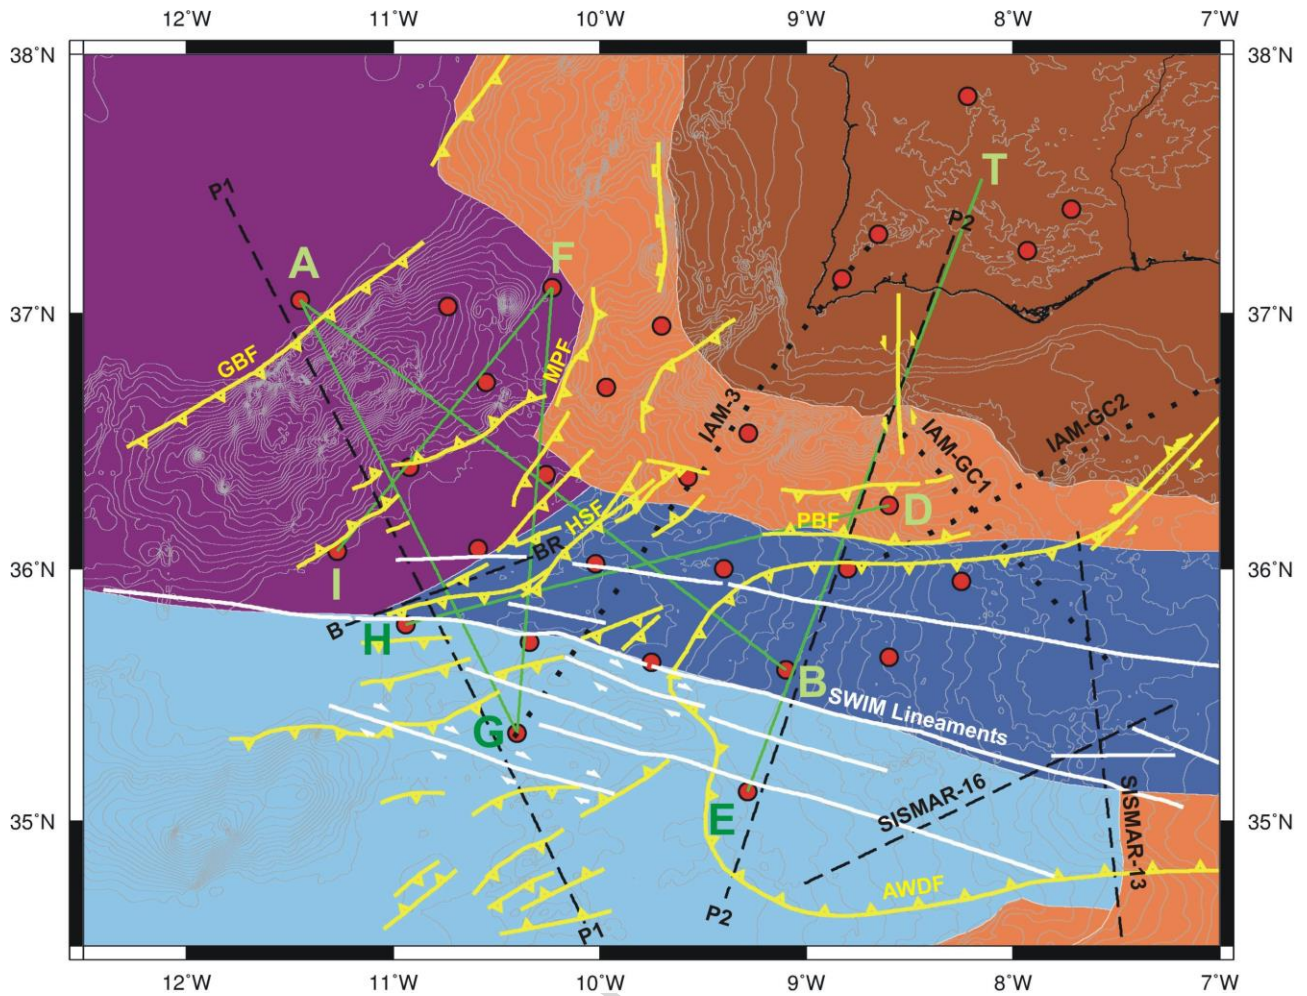 12°W 11°W 10°W 9°W 8°W 7°W
38°N 38°N
P1
T
P2
A F
37°N 37°N
GBF
MPF
IAM-3
IAM-GC1
IAM-GC2
HSF
PBF
D
BR
36°N 36°N
I
B
H
B
SWIM Lineaments
G
SISMAR-16
SISMAR-13
35°N 35°N
E
AWDF
P2
P1
12°W 11°W 10°W 9°W 8°W 7°W